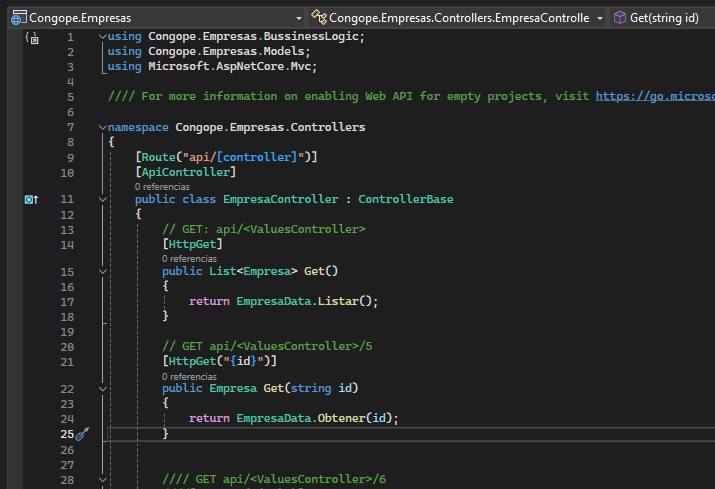 Congope.Empresas Congope.Empresas.Controllers.EmpresaControlle Get(string id)
1 using Congope.Empresas.BussinessLogic;
2 using Congope.Empresas.Models;
3 using Microsoft.AspNetCore.Mvc;
4
5 //// For more information on enabling Web API for empty projects, visit https://go.microso
6
7 namespace Congope.Empresas.Controllers
8 {
9 [Route("api/[controller]")]
10 [ApiController]
0 referencias
11 public class EmpresaController : ControllerBase
12 {
13 // GET: api/<ValuesController>
14 [HttpGet]
0 referencias
15 public List<Empresa> Get()
16 {
17 return EmpresaData.Listar();
18 }
19
20 // GET api/<ValuesController>/5
21 [HttpGet("{id}")]
0 referencias
22 public Empresa Get(string id)
23 {
24 return EmpresaData.Obtener(id);
25 }
26
27
28 //// GET api/<ValuesController>/6